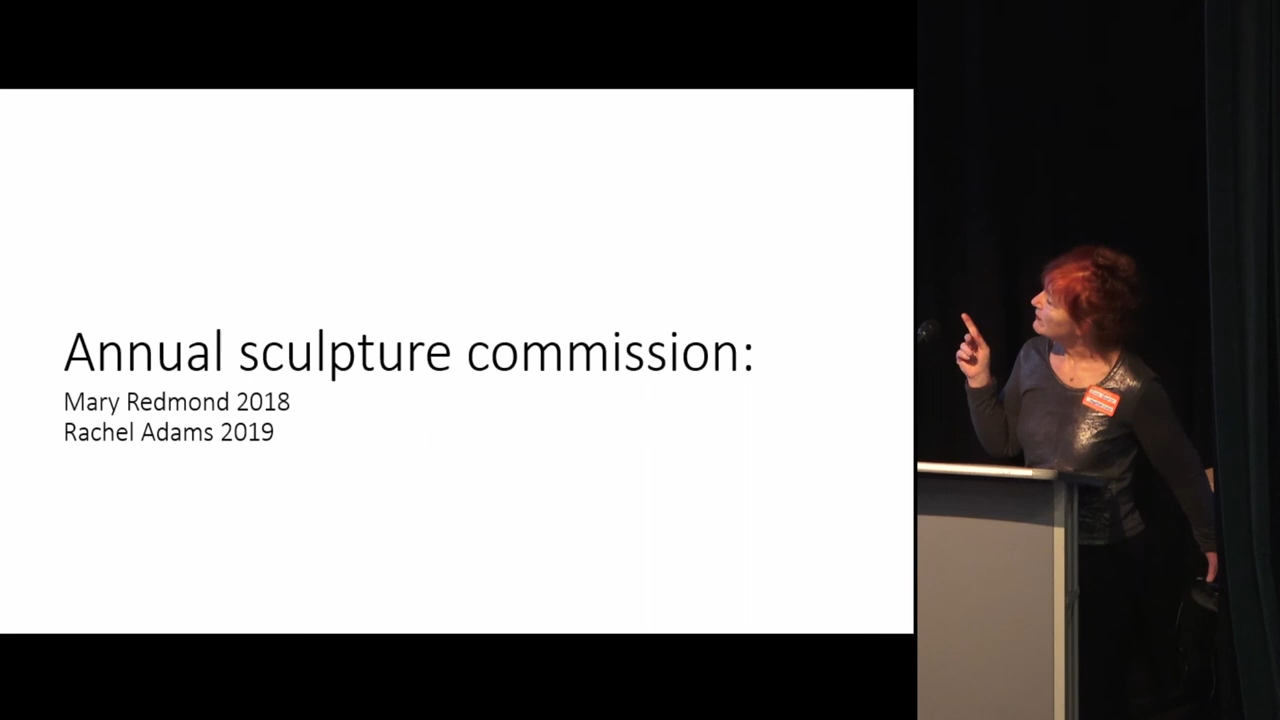 Annual sculpture commission:
Mary Redmond 2018
Rachel Adams 2019